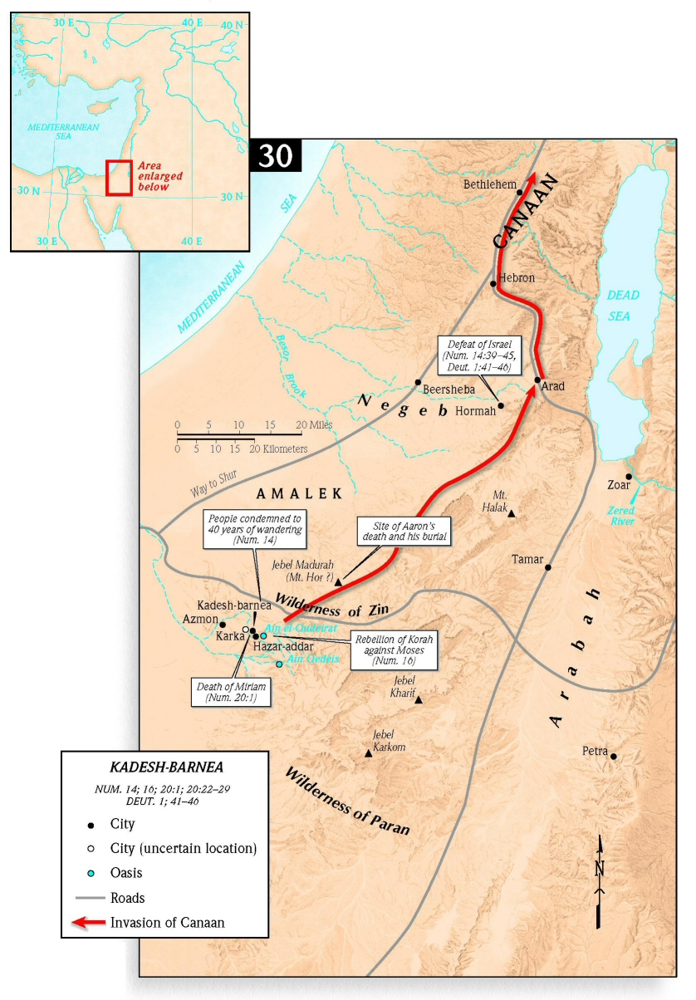 30 E
40 E
40 N
MEDITERRANEAN
SEA
Area
enlarged
below
30 N
30 N
30 E
40 E
30
MEDITERRANEAN SEA
Bethlehem
CANAAN
Hebron
DEAD
SEA
Besor
Brook
Defeat of Israel
(Num. 14:39–45,
Deut. 1:41–46)
Beersheba
Arad
Negeb
Hormah
0 5 10 15 20 Miles
0 5 10 15 20 Kilometers
Way to Shur
AMALEK
Zoar
Zered
River
Mt.
Halak
People condemned to
40 years of wandering
(Num. 14)
Site of Aaron's
death and his burial
Jebel Madurah
(Mt. Hor ?)
Tamar
Wilderness of Zin
Kadesh-barnea
Azmon
Ain el-Qudeirat
Karka
Hazar-addar
Ain Qedeis
Rebellion of Korah
against Moses
(Num. 16)
Death of Miriam
(Num. 20:1)
Arabah
Jebel
Kharif
Jebel
Karkom
Petra
Wilderness of Paran
N
KADESH-BARNEA
NUM. 14; 16; 20:1; 20:22–29
DEUT. 1; 41–46
City
City (uncertain location)
Oasis
Roads
Invasion of Canaan